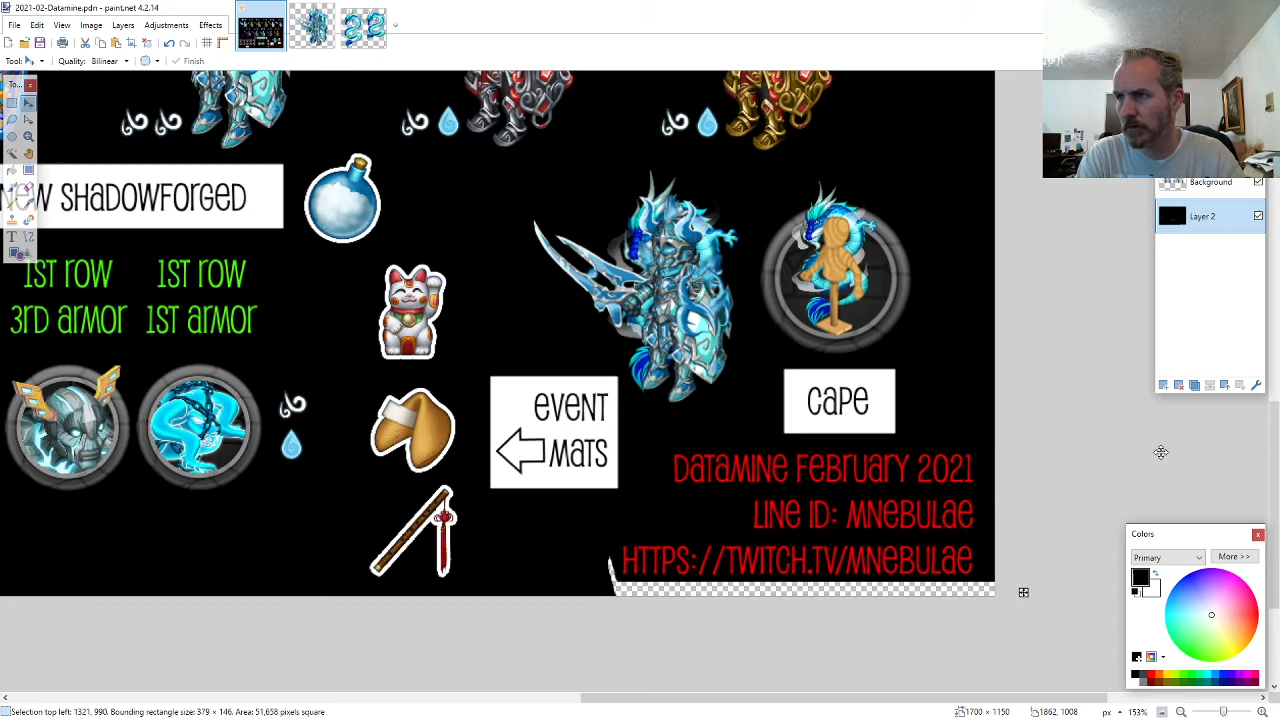 2021-02-Datamine.pdn - paint.net 4.2.14
File Edit View Image Layers Adjustments Effects
Tool: Quality: Bilinear Finish
To...
Background
Layer 2
NEW SHADOWFORGED
1ST ROW
3RD ARMOR
1ST ROW
1ST ARMOR
EVENT
MATS
CAPE
DATAMINE FEBRUARY 2021
LINE ID: MNEBULAE
HTTPS://TWITCH.TV/MNEBULAE
Colors
Primary
More >>
Selection top left: 1321, 990. Bounding rectangle size: 379 × 146. Area: 51,658 pixels square
1700 × 1150
1862, 1008
px
153%